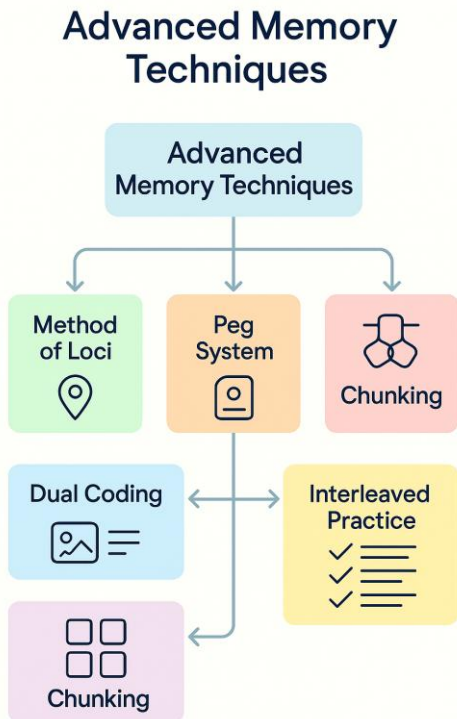 Advanced Memory
Techniques
Advanced
Memory Techniques
Method
of Loci
Peg
System
Chunking
Dual Coding
Interleaved
Practice
Chunking